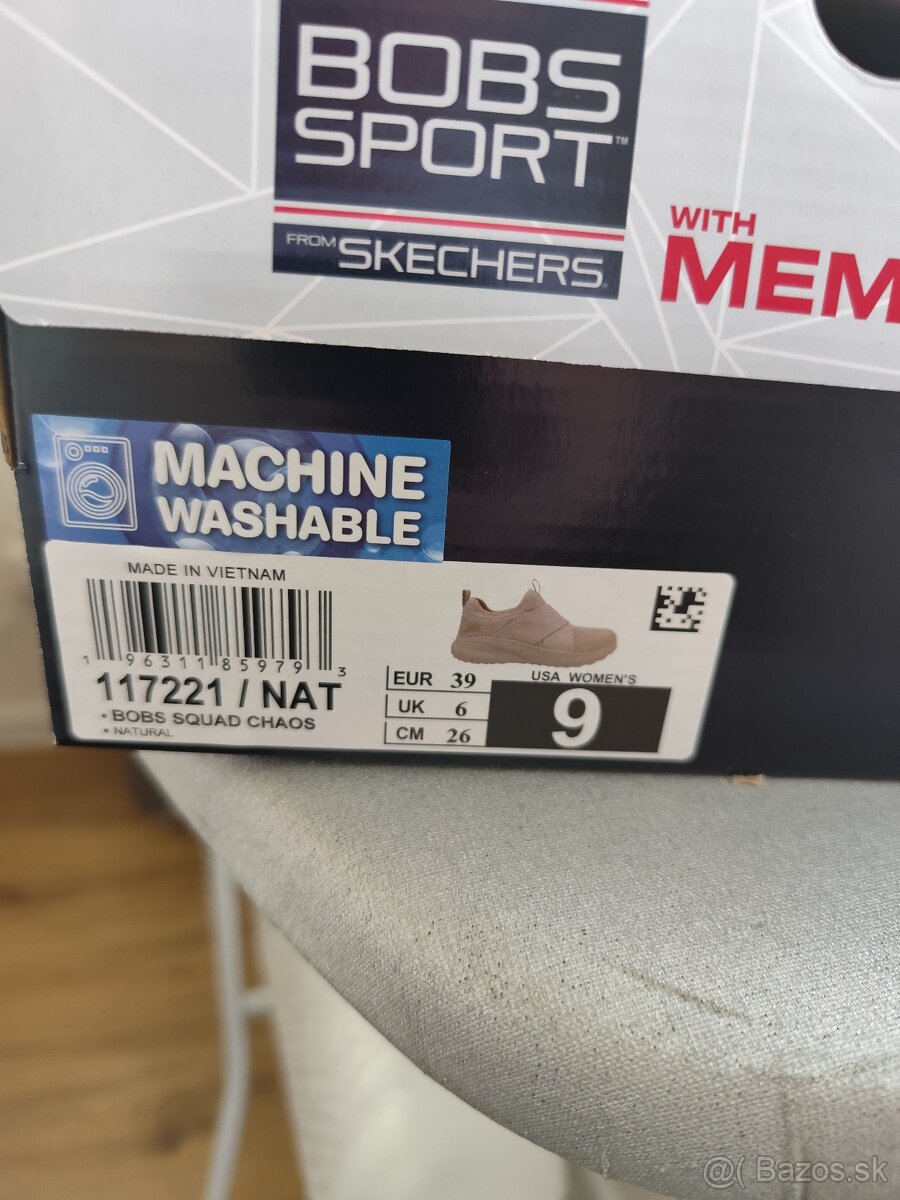 BOBS
SPORT™
FROM SKECHERS
WITH
MEM
MACHINE
WASHABLE
MADE IN VIETNAM
1 96311 85979 3
117221 / NAT
• BOBS SQUAD CHAOS
• NATURAL
EUR 39
UK 6
CM 26
USA WOMEN'S
9
@( Bazos.sk